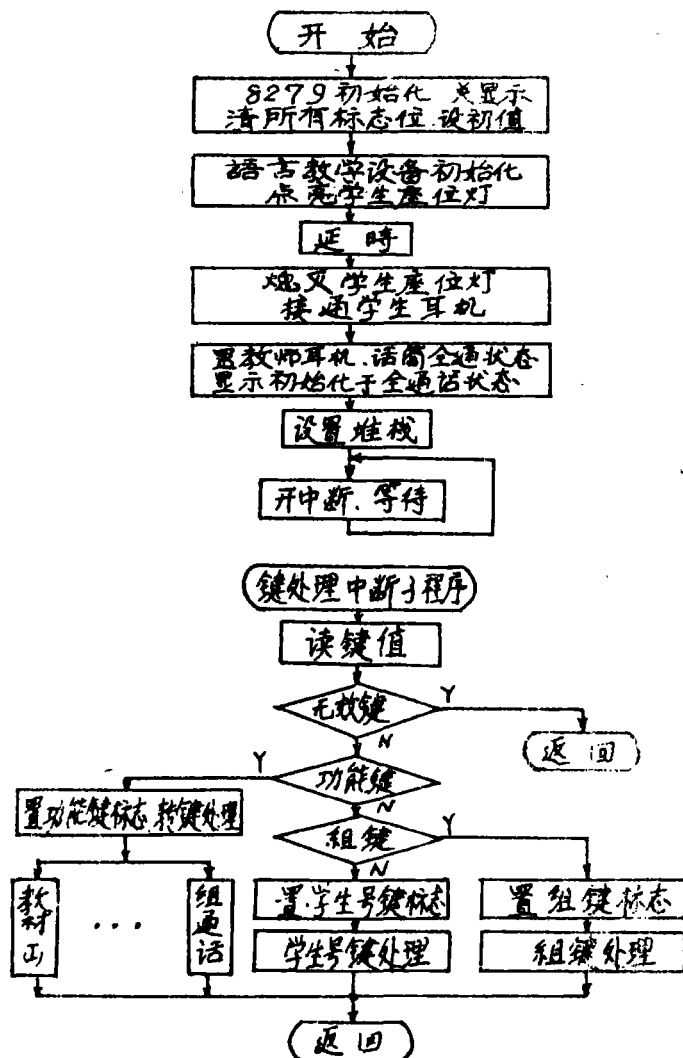 开 始
8279初始化 点显示
清所有标志位.设初值
語言教学设备初始化
点亮学生座位灯
延 時
熄灭学生座位灯
接通学生耳机
置教师耳机.话筒全通状态
显示初始化于全通话状态
设置堆栈
开中断.等待
键处理中断子程序
读键值
无效键
Y
返 回
N
功能键
Y
N
置功能键标志.转键处理
组键
Y
N
教材
...
组通话
置学生号键标志
置组键标志
学生号键处理
组键处理
返 回